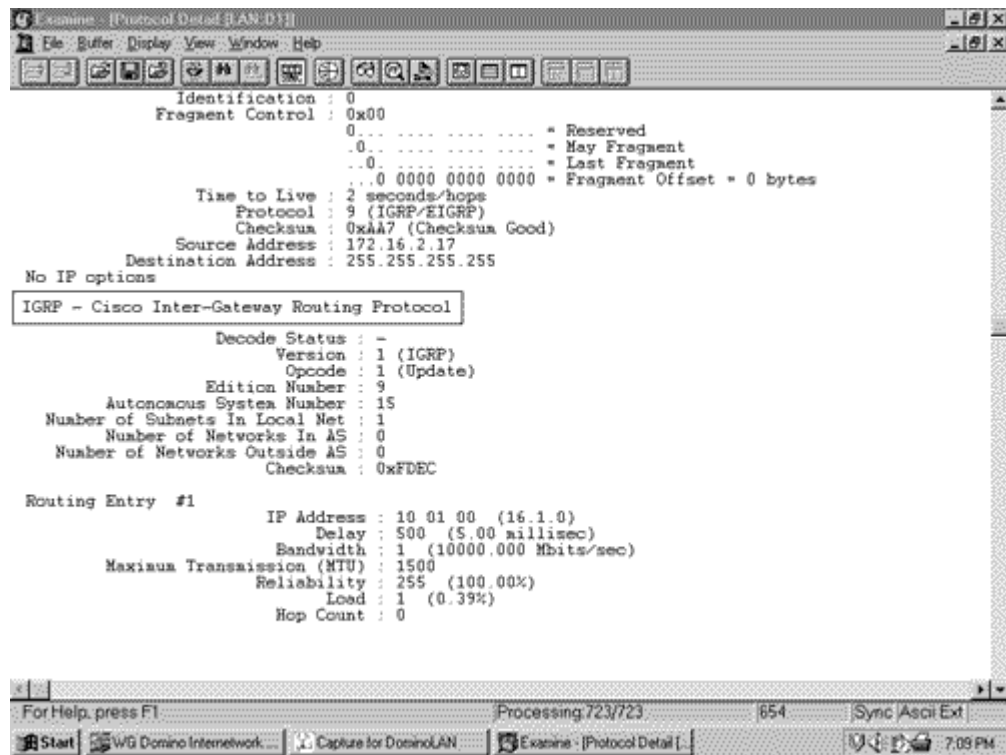 Examine - [Protocol Detail [LAN:D1]]
File Buffer Display View Window Help
Identification : 0
Fragment Control : 0x00
0... .... .... .... = Reserved
.0.. .... .... .... = May Fragment
..0. .... .... .... = Last Fragment
...0 0000 0000 0000 = Fragment Offset = 0 bytes
Time to Live : 2 seconds/hops
Protocol : 9 (IGRP/EIGRP)
Checksum : 0xAA7 (Checksum Good)
Source Address : 172.16.2.17
Destination Address : 255.255.255.255
No IP options
IGRP - Cisco Inter-Gateway Routing Protocol
Decode Status : -
Version : 1 (IGRP)
Opcode : 1 (Update)
Edition Number : 9
Autonomous System Number : 15
Number of Subnets In Local Net : 1
Number of Networks In AS : 0
Number of Networks Outside AS : 0
Checksum : 0xFDEC
Routing Entry #1
IP Address : 10 01 00 (16.1.0)
Delay : 500 (5.00 millisec)
Bandwidth : 1 (10000.000 Mbits/sec)
Maximum Transmission (MTU) : 1500
Reliability : 255 (100.00%)
Load : 1 (0.39%)
Hop Count : 0
For Help, press F1 Processing:723/723 654 Sync Ascii Ext
Start WG Domino Internetwork ... Capture for DominoLAN Examine - [Protocol Detail [... 7:09 PM